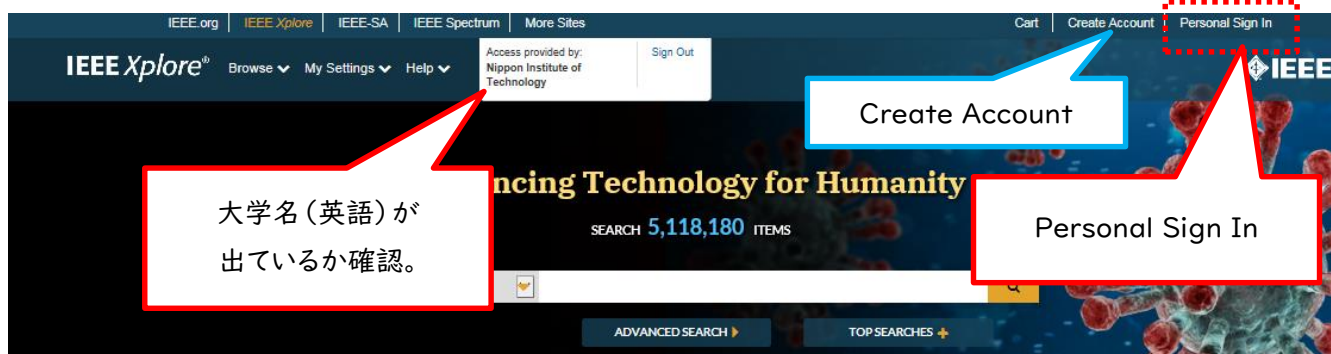 IEEE.org | IEEE Xplore | IEEE-SA | IEEE Spectrum | More Sites
Cart | Create Account | Personal Sign In
IEEE Xplore®
Browse
My Settings
Help
Access provided by:
Nippon Institute of
Technology
Sign Out
IEEE
Create Account
大学名(英語)が
出ているか確認。
ncing Technology for Humanity
SEARCH 5,118,180 ITEMS
Personal Sign In
ADVANCED SEARCH
TOP SEARCHES